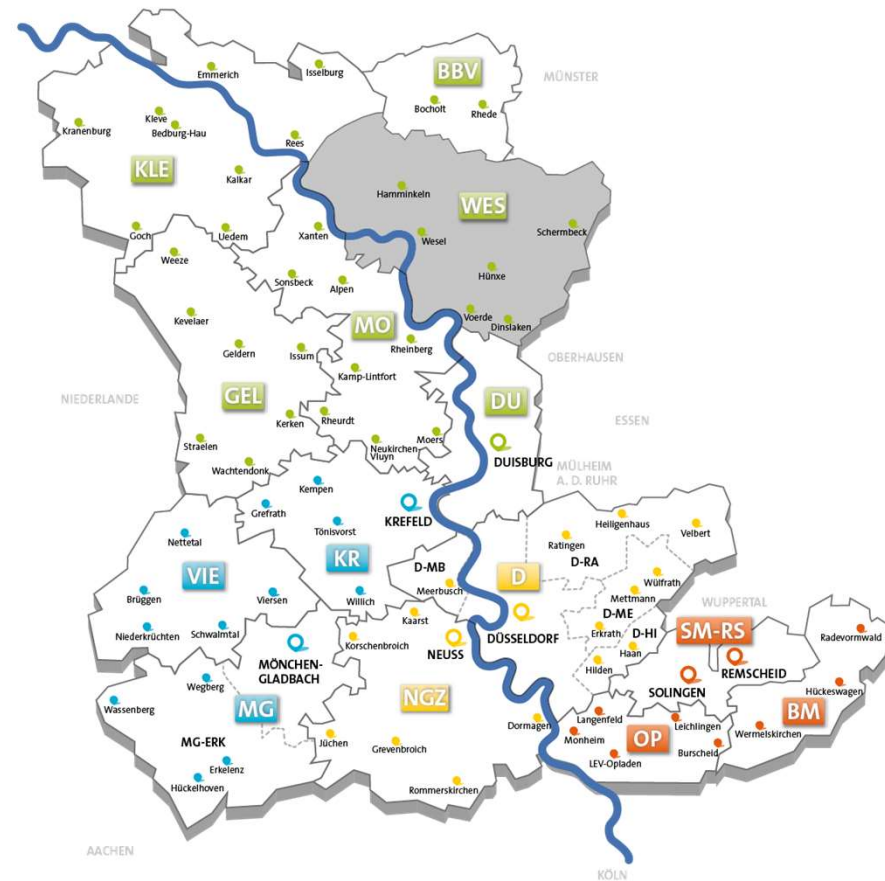 Emmerich
Isselburg
BBV
MÜNSTER
Bocholt
Rhede
Kleve
Kranenburg
Bedburg-Hau
Rees
KLE
Kalkar
Hamminkeln
WES
Goch
Uedem
Xanten
Wesel
Schermbeck
Weeze
Sonsbeck
Alpen
Hünxe
Voerde
Dinslaken
Kevelaer
MO
Rheinberg
OBERHAUSEN
Geldern
Issum
Kamp-Lintfort
NIEDERLANDE
GEL
DU
ESSEN
Kerken
Rheurdt
Straelen
Neukirchen
Vluyn
Moers
DUISBURG
MÜLHEIM
A. D. RUHR
Wachtendonk
Kempen
Grefrath
KREFELD
Heiligenhaus
Nettetal
Tönisvorst
Ratingen
Velbert
VIE
KR
D-MB
D
D-RA
Wülfrath
Brüggen
Viersen
Willich
Meerbusch
Mettmann
WUPPERTAL
Niederkrüchten
Schwalmtal
Kaarst
DÜSSELDORF
D-ME
Erkrath
D-HI
SM-RS
Radevormwald
MÖNCHEN-
GLADBACH
Korschenbroich
NEUSS
Haan
Hilden
REMSCHEID
Wegberg
SOLINGEN
Hückeswagen
Wassenberg
MG
NGZ
BM
MG-ERK
Jüchen
Dormagen
Langenfeld
Leichlingen
Wermelskirchen
Grevenbroich
Monheim
OP
Burscheid
Erkelenz
LEV-Opladen
Hückelhoven
Rommerskirchen
AACHEN
KÖLN